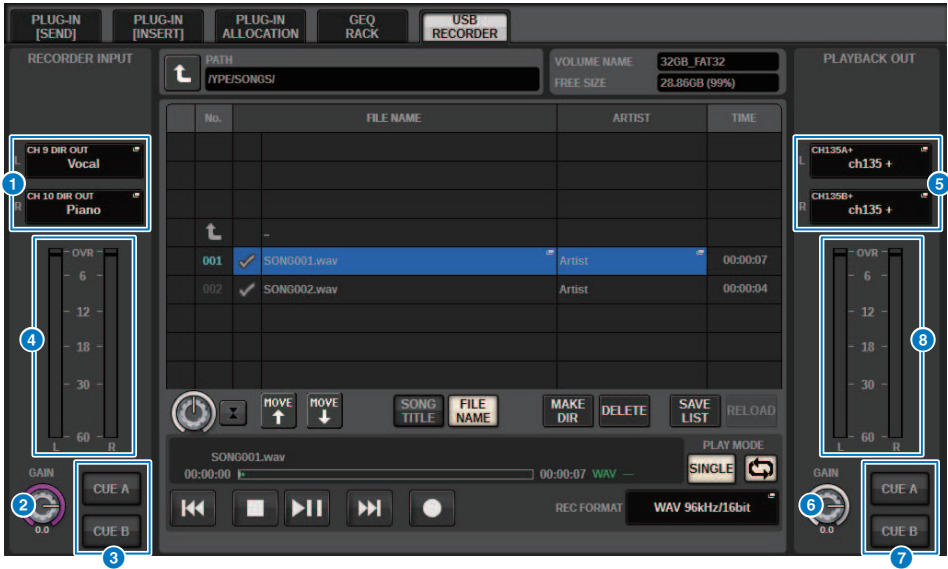 PLUG-IN [SEND]
PLUG-IN [INSERT]
PLUG-IN ALLOCATION
GEQ RACK
USB RECORDER
RECORDER INPUT
PATH
/YPE/SONGS/
VOLUME NAME
32GB_FAT32
FREE SIZE
28.86GB (99%)
PLAYBACK OUT
No.
FILE NAME
ARTIST
TIME
CH 9 DIR OUT
L
Vocal
1
CH 10 DIR OUT
R
Piano
CH135A+
L
ch135 +
5
CH135B+
R
ch135 +
–
001
SONG001.wav
Artist
00:00:07
002
SONG002.wav
Artist
00:00:04
OVR
6
12
4
18
30
60
L
R
OVR
6
12
8
18
30
60
L
R
MOVE
MOVE
SONG TITLE
FILE NAME
MAKE DIR
DELETE
SAVE LIST
RELOAD
SONG001.wav
00:00:00
00:00:07
WAV —
PLAY MODE
SINGLE
REC FORMAT
WAV 96kHz/16bit
GAIN
2
0.0
CUE A
CUE B
3
GAIN
6
0.0
CUE A
CUE B
7